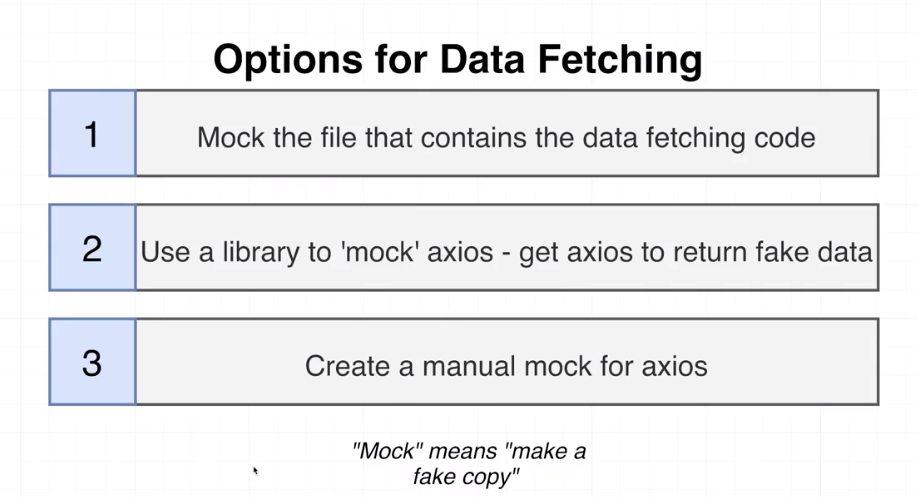 Options for Data Fetching
1
Mock the file that contains the data fetching code
2
Use a library to 'mock' axios - get axios to return fake data
3
Create a manual mock for axios
"Mock" means "make a
fake copy"